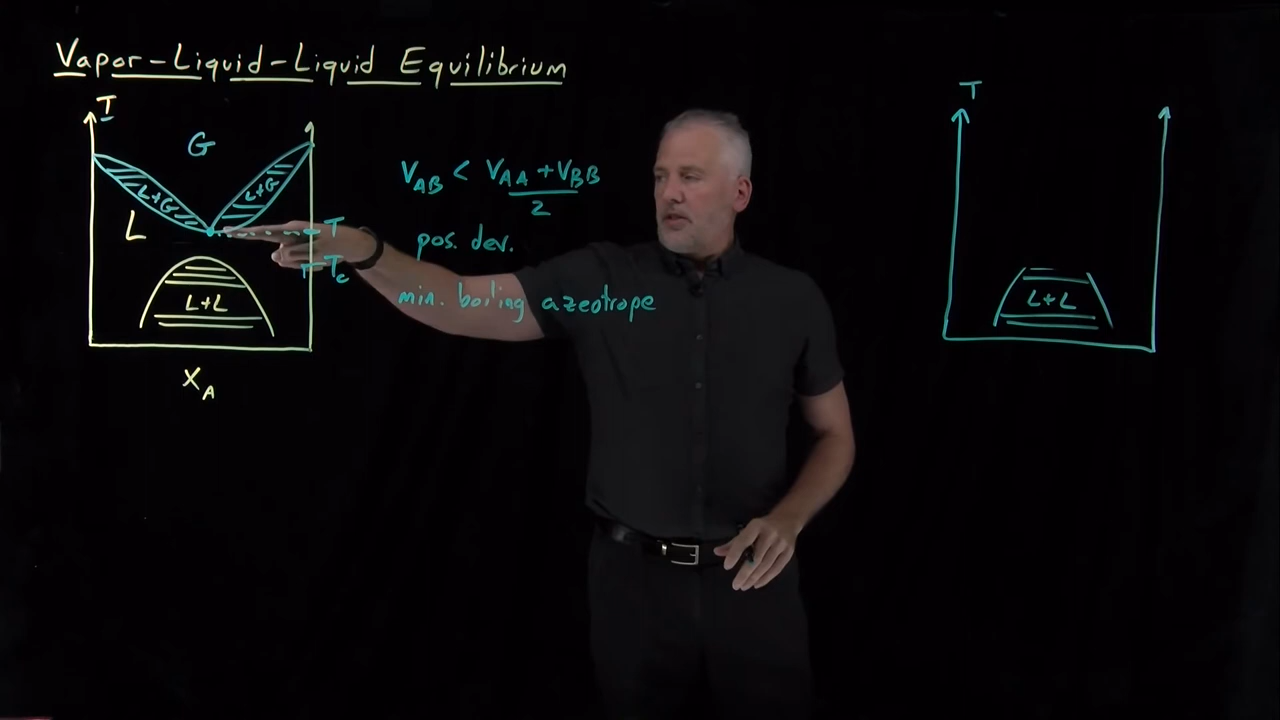 Vapor-Liquid-Liquid Equilibrium
T
G
L+G
L+G
L
T
Tc
L+L
XA
VAB < VAA + VBB
2
pos. dev.
min. boiling azeotrope
T
L+L